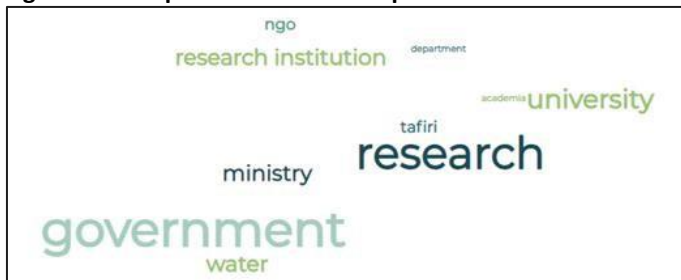 ngo
research institution
department
academia university
tafiri
research
ministry
government
water